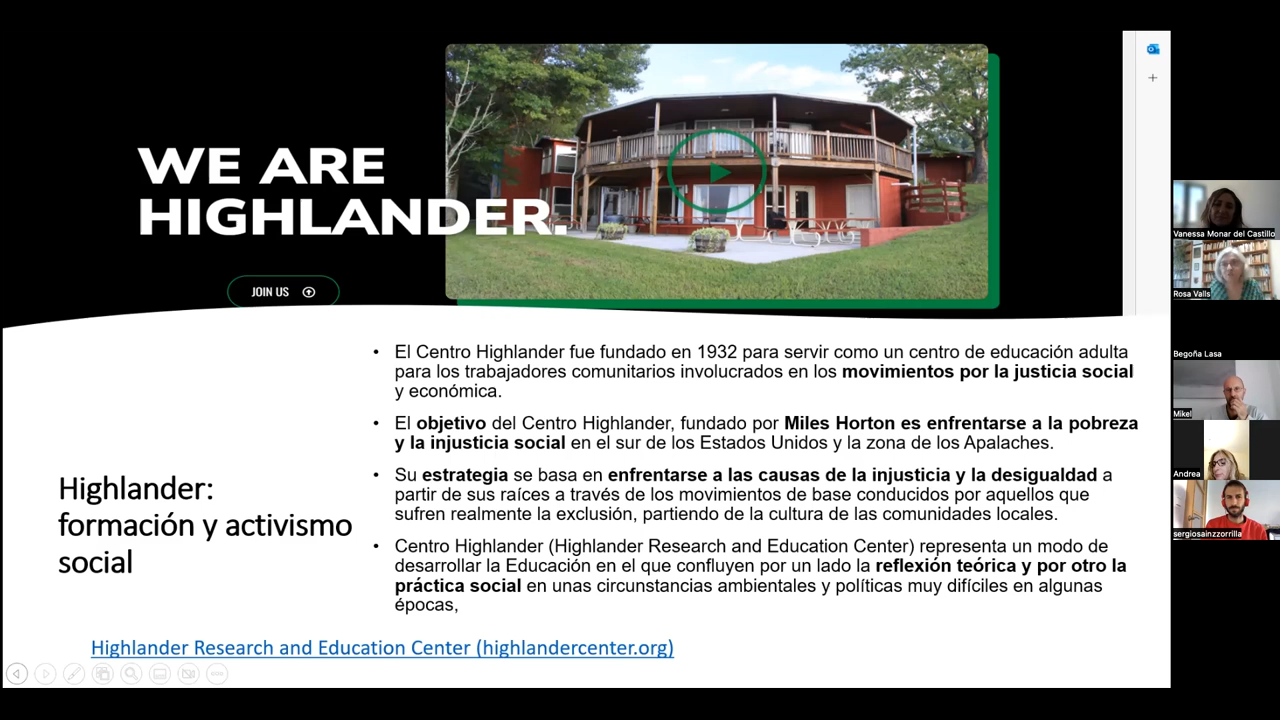 WE ARE
HIGHLANDER.
JOIN US
• El Centro Highlander fue fundado en 1932 para servir como un centro de educación adulta
para los trabajadores comunitarios involucrados en los movimientos por la justicia social
y económica.
• El objetivo del Centro Highlander, fundado por Miles Horton es enfrentarse a la pobreza
y la injusticia social en el sur de los Estados Unidos y la zona de los Apalaches.
• Su estrategia se basa en enfrentarse a las causas de la injusticia y la desigualdad a
partir de sus raíces a través de los movimientos de base conducidos por aquellos que
sufren realmente la exclusión, partiendo de la cultura de las comunidades locales.
• Centro Highlander (Highlander Research and Education Center) representa un modo de
desarrollar la Educación en el que confluyen por un lado la reflexión teórica y por otro la
práctica social en unas circunstancias ambientales y políticas muy difíciles en algunas
épocas,
Highlander:
formación y activismo
social
Highlander Research and Education Center (highlandercenter.org)
Vanessa Monar del Castillo
Rosa Valls
Begoña Lasa
Mikel
Andrea
sergiosainzzorrilla